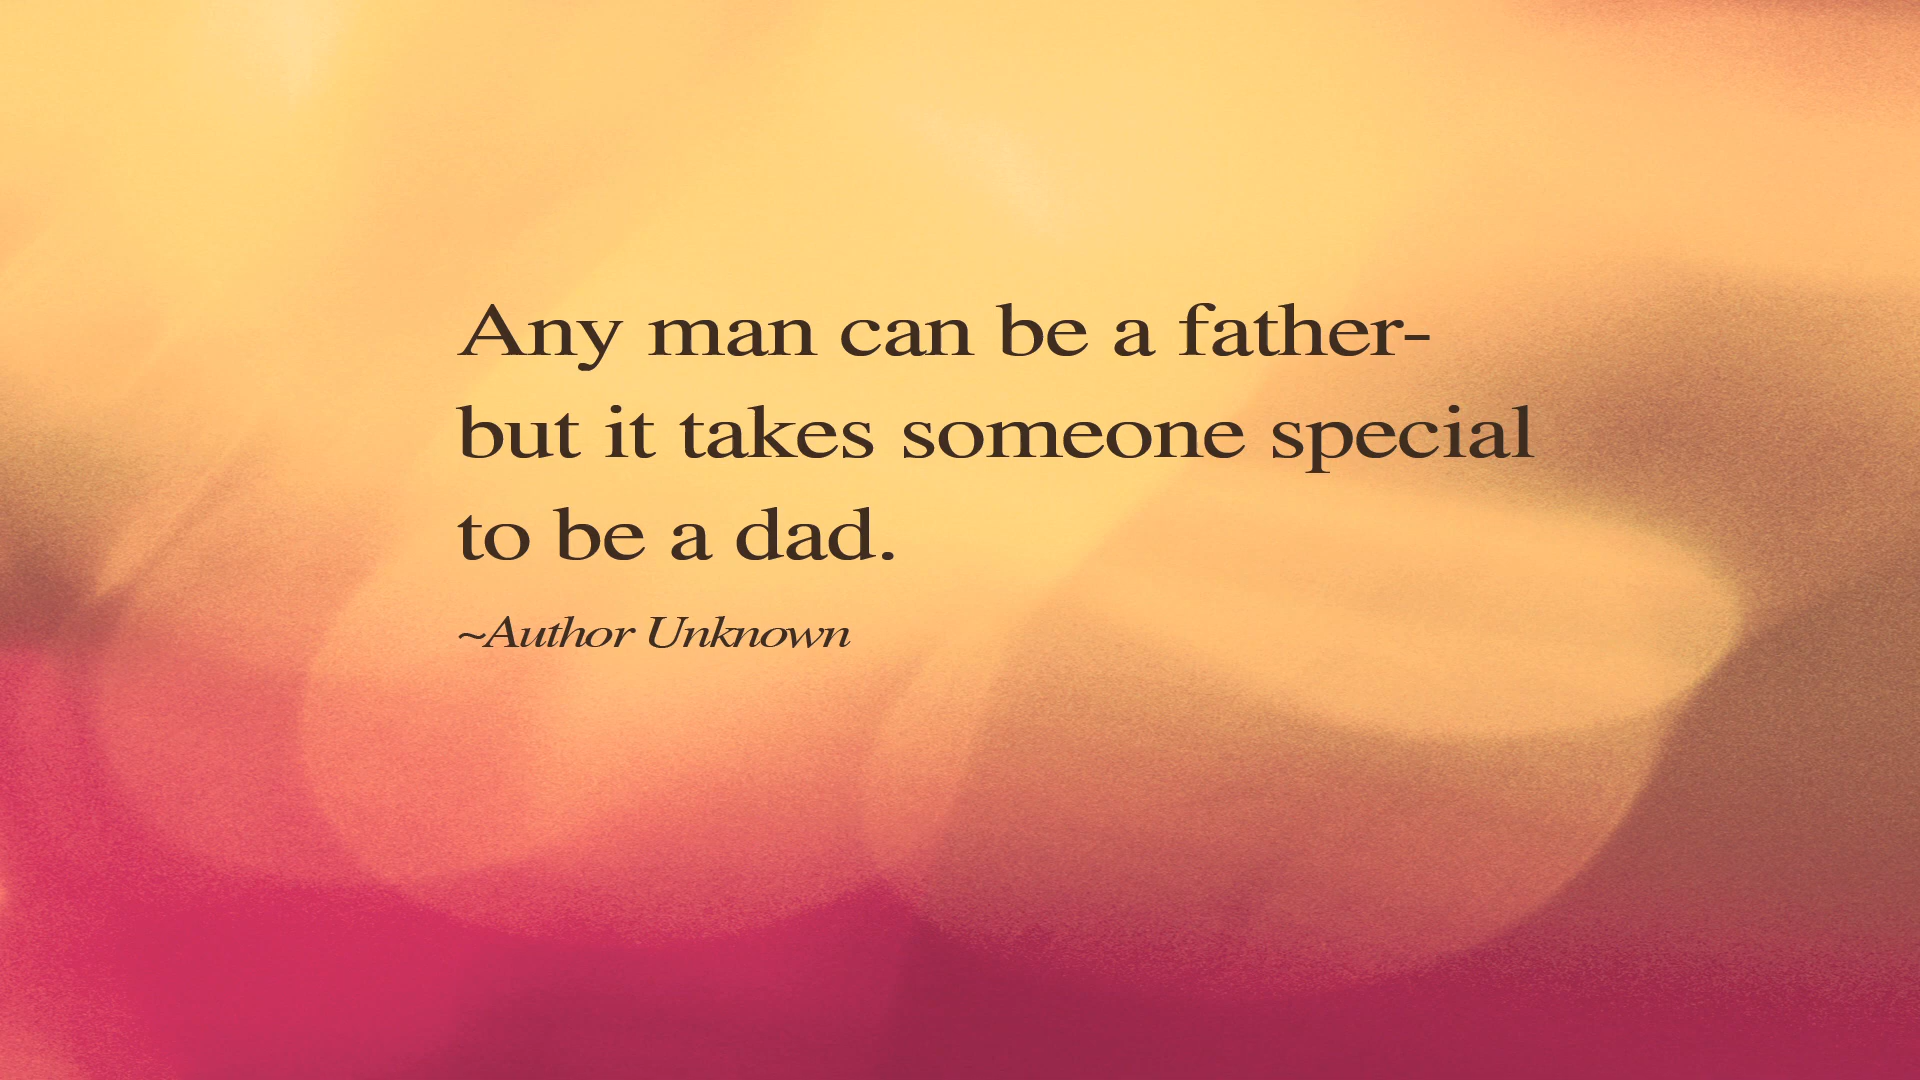 Any man can be a father-
but it takes someone special
to be a dad.
~Author Unknown